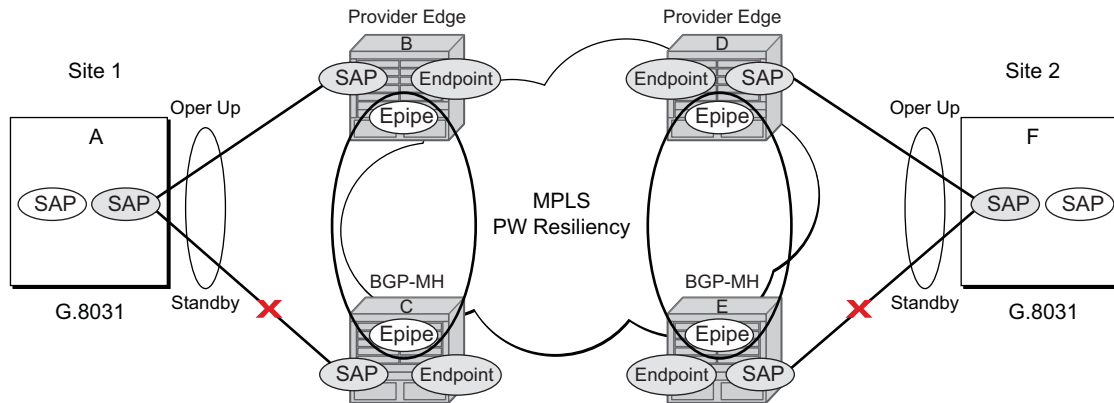 Provider Edge
Provider Edge
B
D
Site 1
SAP
Endpoint
Endpoint
SAP
Site 2
Oper Up
Epipe
Epipe
Oper Up
A
F
SAP
SAP
MPLS
PW Resiliency
SAP
SAP
BGP-MH
BGP-MH
Standby
C
E
Standby
G.8031
Epipe
Epipe
G.8031
SAP
Endpoint
Endpoint
SAP